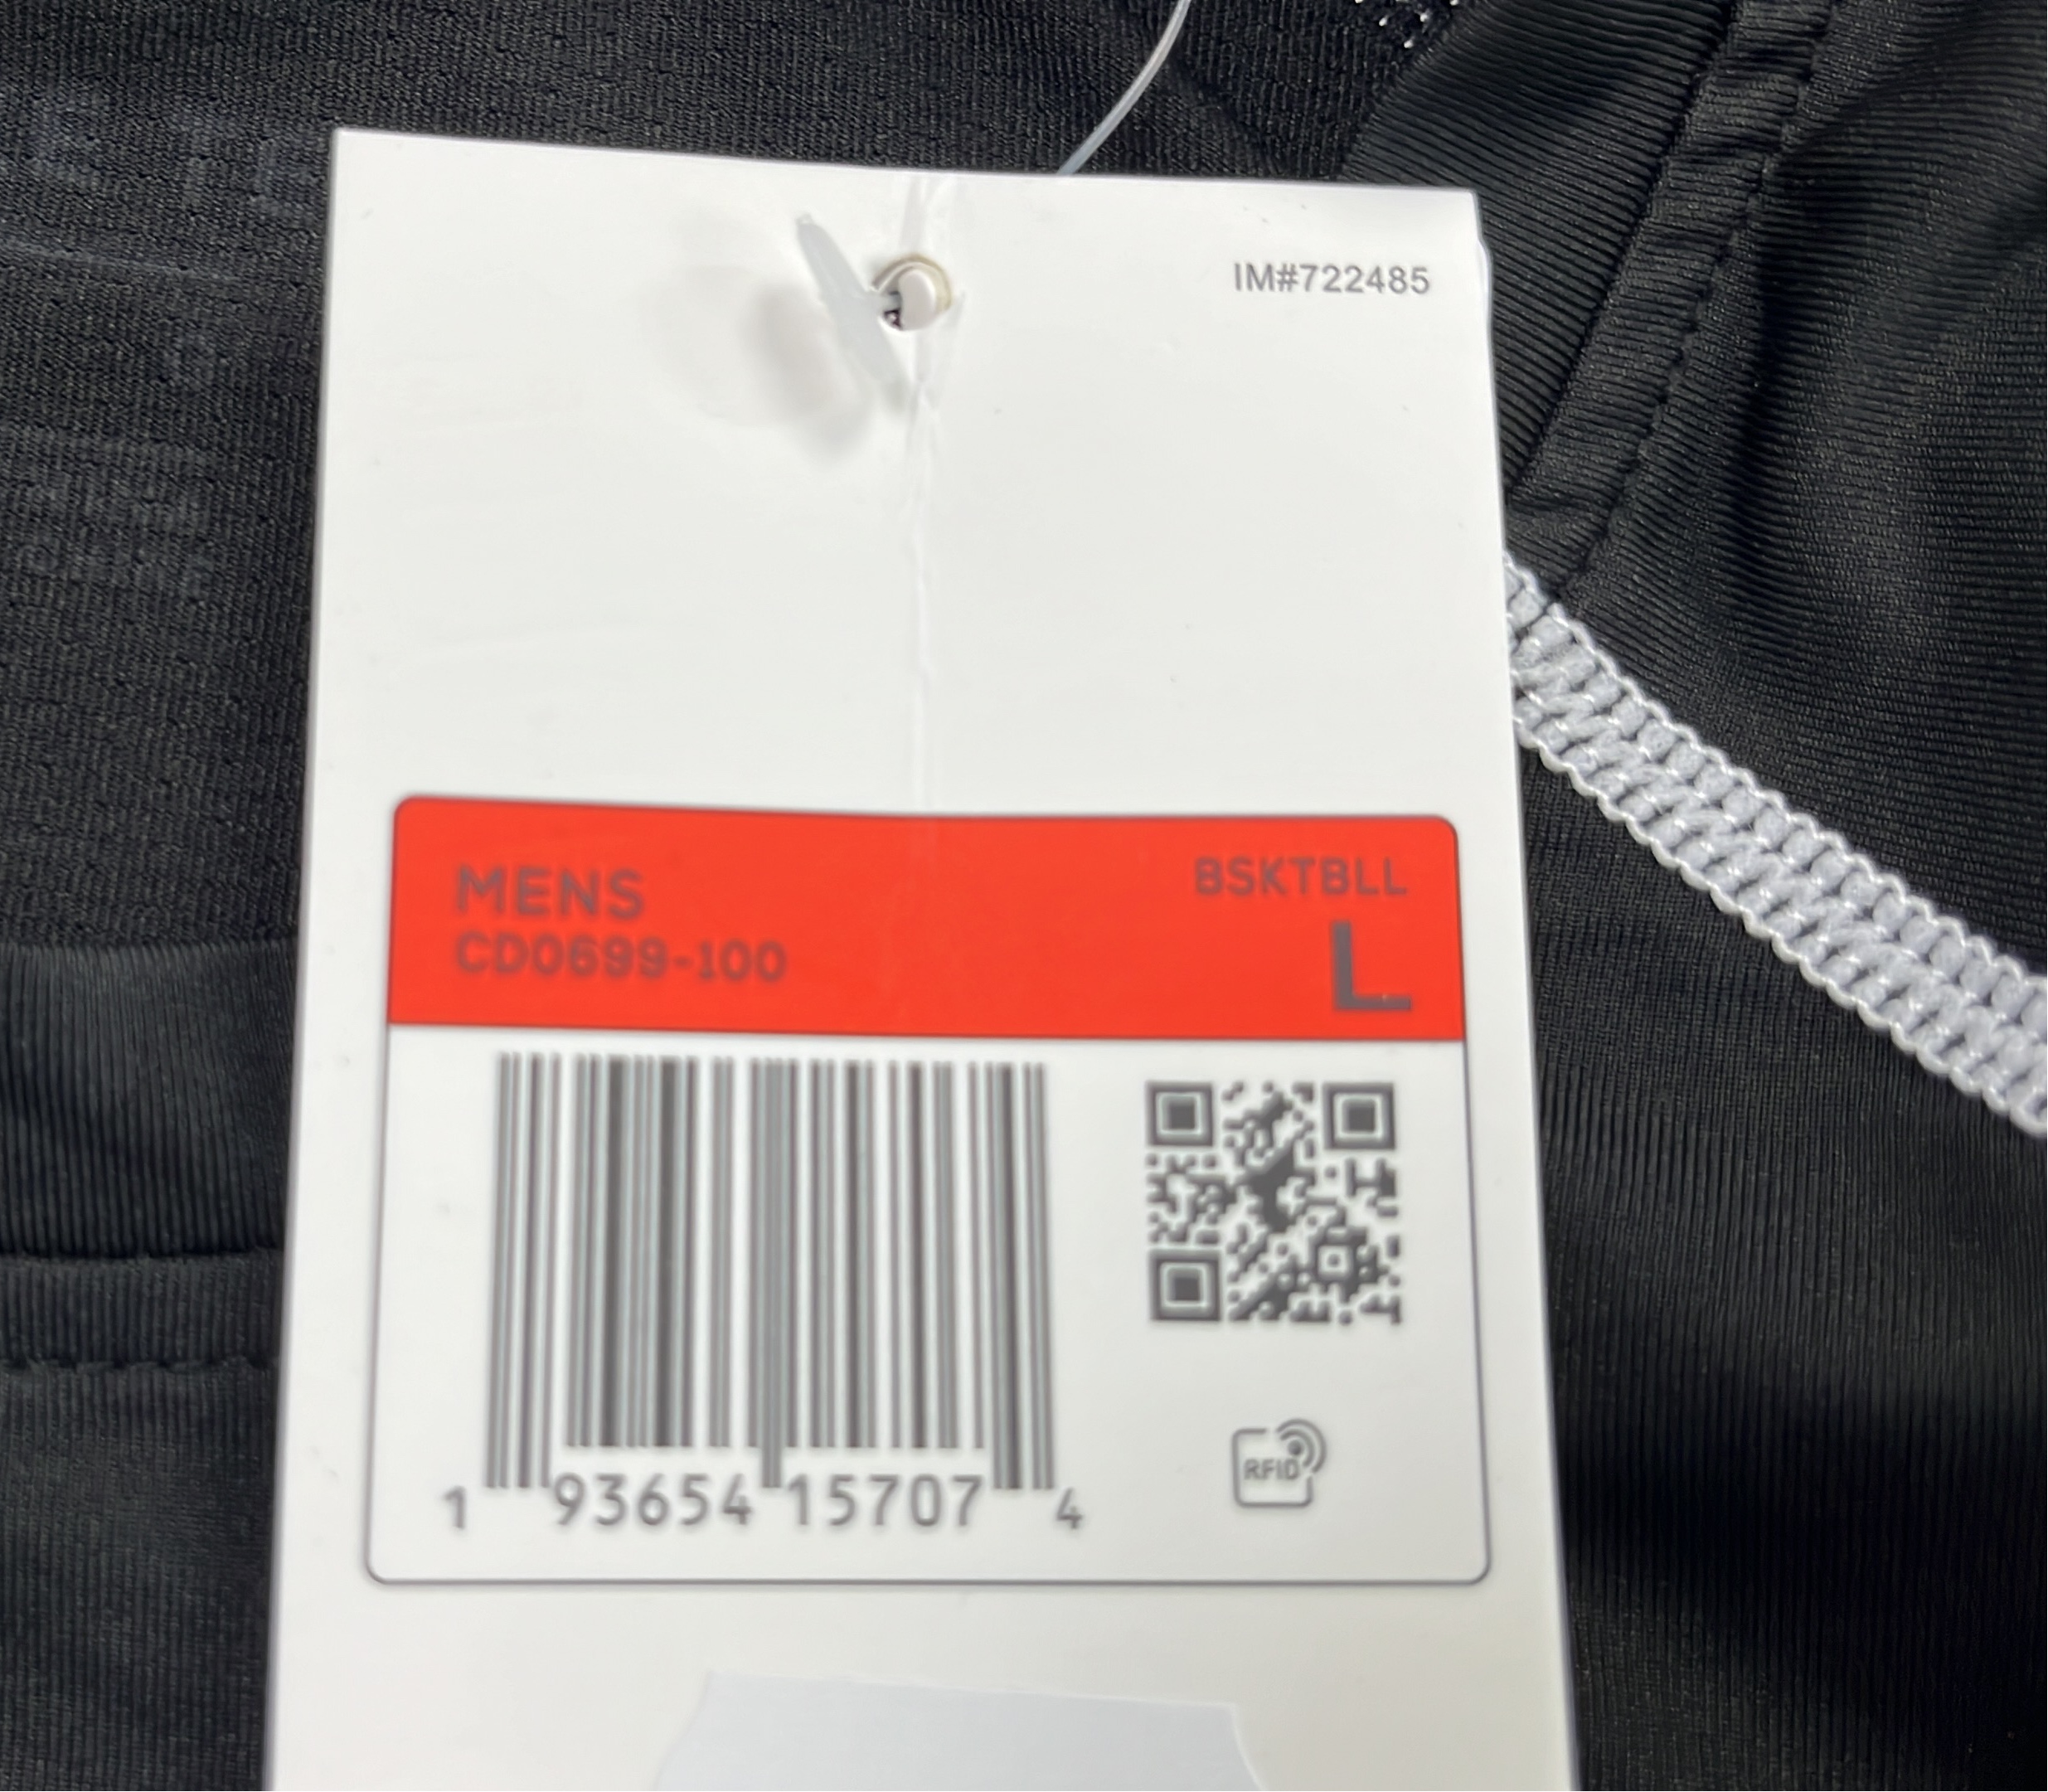 IM#722485
MENS
BSKTBLL
CD0699-100
L
1 93654 15707 4
RFID